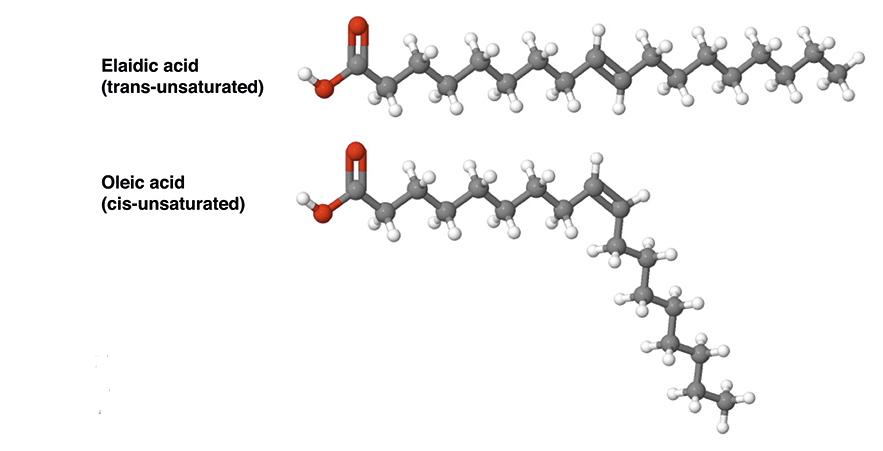 Elaidic acid
(trans-unsaturated)
Oleic acid
(cis-unsaturated)